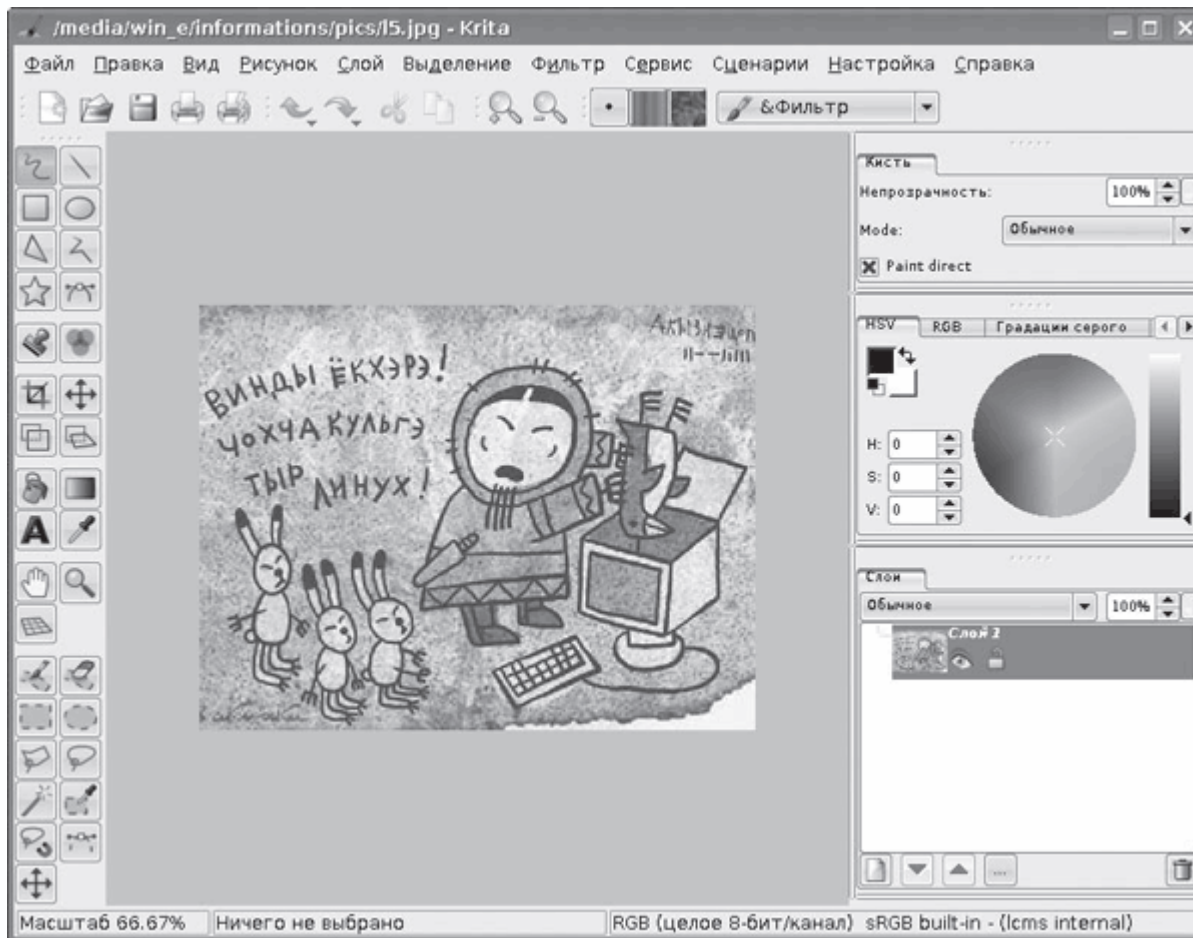 /media/win_e/informations/pics/l5.jpg - Krita
Файл Правка Вид Рисунок Слой Выделение Фильтр Сервис Сценарии Настройка Справка
&Фильтр
Кисть
Непрозрачность: 100%
Mode: Обычное
Paint direct
HSV RGB Градации серого
H: 0
S: 0
V: 0
Слои
Обычное 100%
Слой 1
ВИНДЫ ЁКХЭРЭ!
ЧОХЧА КУЛЬГЭ
ТЫР ЛИНУХ!
A
Масштаб 66.67% Ничего не выбрано RGB (целое 8-бит/канал) sRGB built-in - (lcms internal)